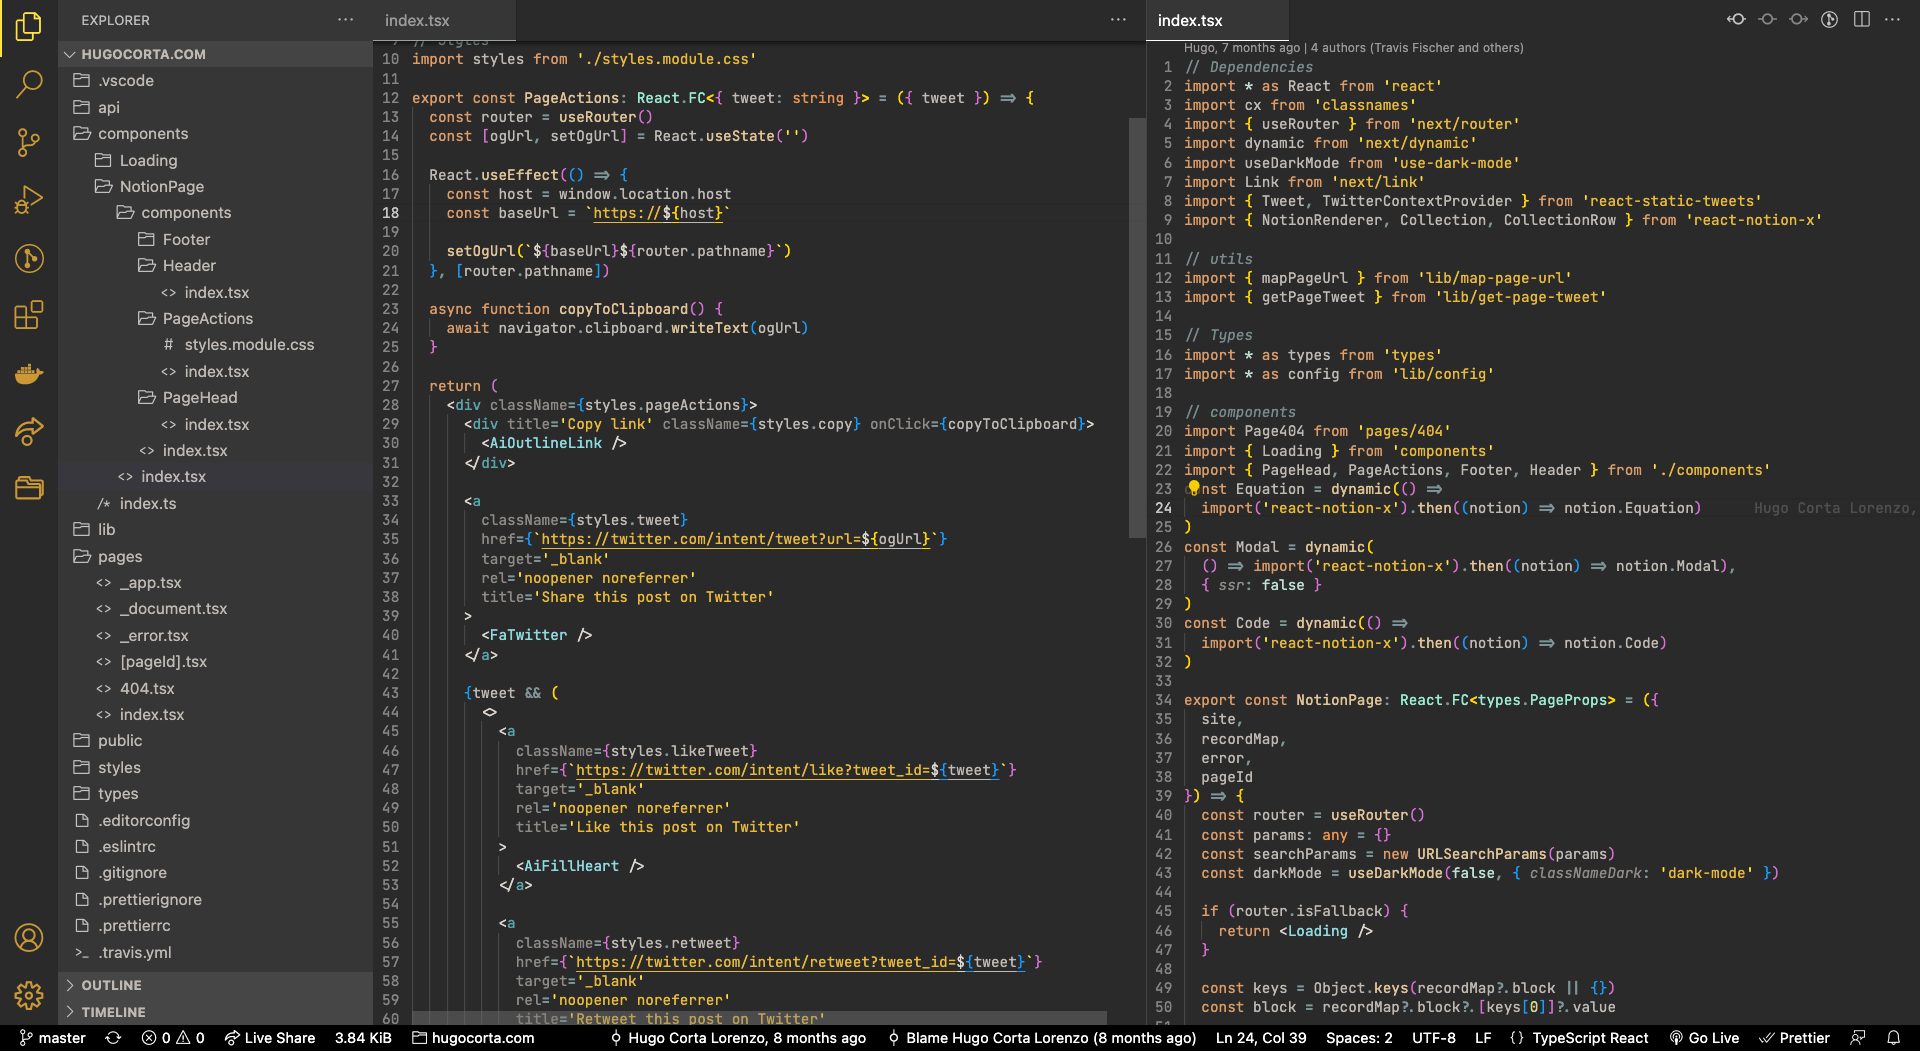 EXPLORER
HUGOCORTA.COM
.vscode
api
components
Loading
NotionPage
components
Footer
Header
<> index.tsx
PageActions
# styles.module.css
<> index.tsx
PageHead
<> index.tsx
<> index.tsx
<> index.tsx
/* index.ts
lib
pages
<> _app.tsx
<> _document.tsx
<> _error.tsx
<> [pageId].tsx
<> 404.tsx
<> index.tsx
public
styles
types
.editorconfig
.eslintrc
.gitignore
.prettierignore
.prettierrc
>_ .travis.yml
OUTLINE
TIMELINE
index.tsx
9 // Styles
10 import styles from './styles.module.css'
11
12 export const PageActions: React.FC<{ tweet: string }> = ({ tweet }) => {
13 const router = useRouter()
14 const [ogUrl, setOgUrl] = React.useState('')
15
16 React.useEffect(() => {
17 const host = window.location.host
18 const baseUrl = `https://${host}`
19
20 setOgUrl(`${baseUrl}${router.pathname}`)
21 }, [router.pathname])
22
23 async function copyToClipboard() {
24 await navigator.clipboard.writeText(ogUrl)
25 }
26
27 return (
28 <div className={styles.pageActions}>
29 <div title='Copy link' className={styles.copy} onClick={copyToClipboard}>
30 <AiOutlineLink />
31 </div>
32
33 <a
34 className={styles.tweet}
35 href={`https://twitter.com/intent/tweet?url=${ogUrl}`}
36 target='_blank'
37 rel='noopener noreferrer'
38 title='Share this post on Twitter'
39 >
40 <FaTwitter />
41 </a>
42
43 {tweet && (
44 <>
45 <a
46 className={styles.likeTweet}
47 href={`https://twitter.com/intent/like?tweet_id=${tweet}`}
48 target='_blank'
49 rel='noopener noreferrer'
50 title='Like this post on Twitter'
51 >
52 <AiFillHeart />
53 </a>
54
55 <a
56 className={styles.retweet}
57 href={`https://twitter.com/intent/retweet?tweet_id=${tweet}`}
58 target='_blank'
59 rel='noopener noreferrer'
60 title='Retweet this post on Twitter'
index.tsx
Hugo, 7 months ago | 4 authors (Travis Fischer and others)
1 // Dependencies
2 import * as React from 'react'
3 import cx from 'classnames'
4 import { useRouter } from 'next/router'
5 import dynamic from 'next/dynamic'
6 import useDarkMode from 'use-dark-mode'
7 import Link from 'next/link'
8 import { Tweet, TwitterContextProvider } from 'react-static-tweets'
9 import { NotionRenderer, Collection, CollectionRow } from 'react-notion-x'
10
11 // utils
12 import { mapPageUrl } from 'lib/map-page-url'
13 import { getPageTweet } from 'lib/get-page-tweet'
14
15 // Types
16 import * as types from 'types'
17 import * as config from 'lib/config'
18
19 // components
20 import Page404 from 'pages/404'
21 import { Loading } from 'components'
22 import { PageHead, PageActions, Footer, Header } from './components'
23 const Equation = dynamic(() =>
24 import('react-notion-x').then((notion) => notion.Equation) Hugo Corta Lorenzo,
25 )
26 const Modal = dynamic(
27 () => import('react-notion-x').then((notion) => notion.Modal),
28 { ssr: false }
29 )
30 const Code = dynamic(() =>
31 import('react-notion-x').then((notion) => notion.Code)
32 )
33
34 export const NotionPage: React.FC<types.PageProps> = ({
35 site,
36 recordMap,
37 error,
38 pageId
39 }) => {
40 const router = useRouter()
41 const params: any = {}
42 const searchParams = new URLSearchParams(params)
43 const darkMode = useDarkMode(false, { classNameDark: 'dark-mode' })
44
45 if (router.isFallback) {
46 return <Loading />
47 }
48
49 const keys = Object.keys(recordMap?.block || {})
50 const block = recordMap?.block?.[keys[0]]?.value
master 0 0 Live Share 3.84 KiB hugocorta.com Hugo Corta Lorenzo, 8 months ago Blame Hugo Corta Lorenzo (8 months ago) Ln 24, Col 39 Spaces: 2 UTF-8 LF {} TypeScript React Go Live Prettier